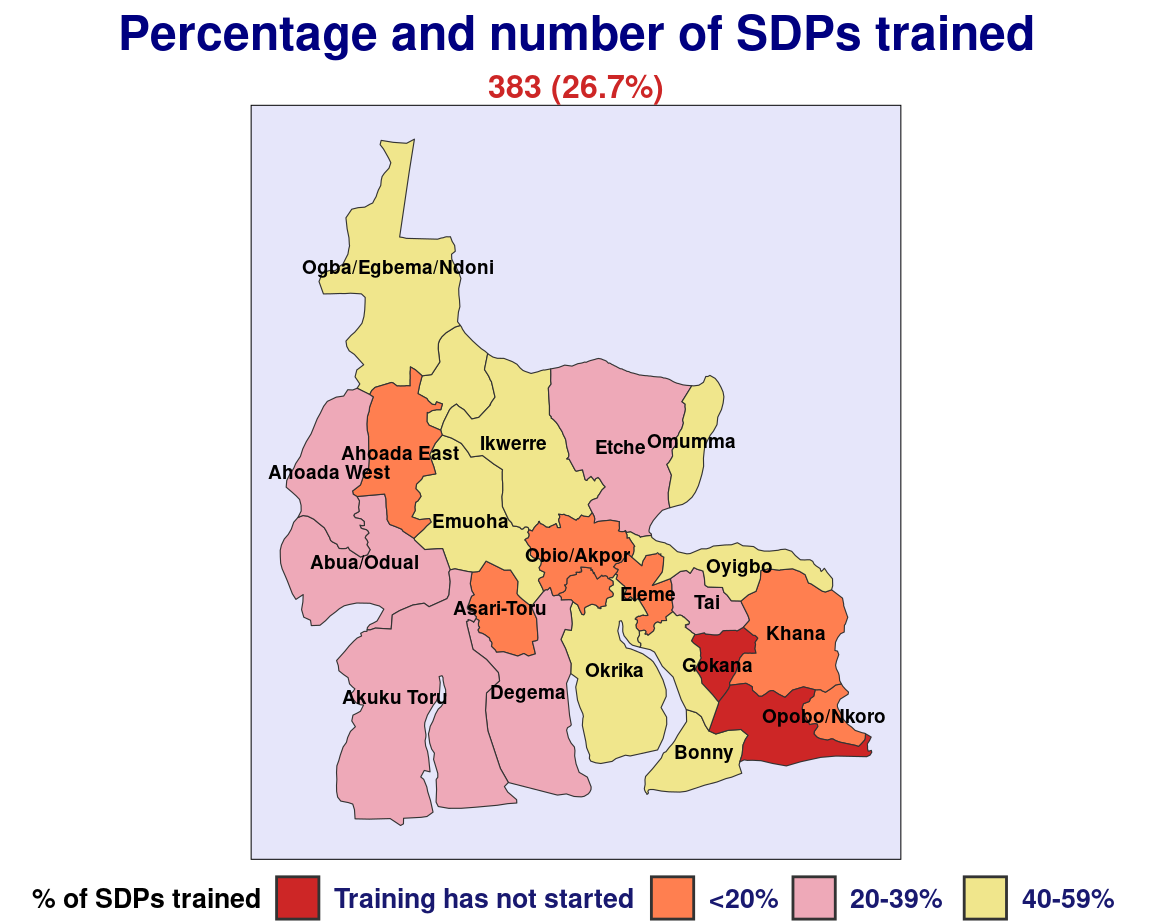 Percentage and number of SDPs trained
383 (26.7%)
Ogba/Egbema/Ndoni
Ikwerre
Etche
Omumma
Ahoada East
Ahoada West
Emuoha
Obio/Akpor
Abua/Odual
Oyigbo
Eleme
Tai
Asari-Toru
Khana
Gokana
Okrika
Degema
Akuku Toru
Opobo/Nkoro
Bonny
% of SDPs trained
Training has not started
<20%
20-39%
40-59%